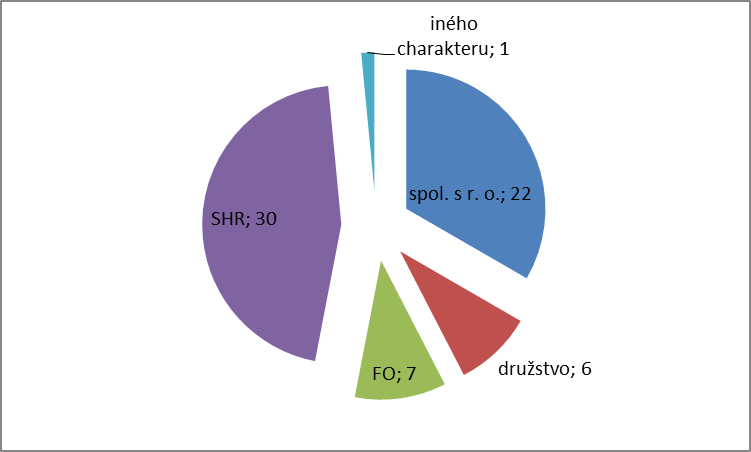 iného
charakteru; 1
spol. s r. o.; 22
SHR; 30
družstvo; 6
FO; 7